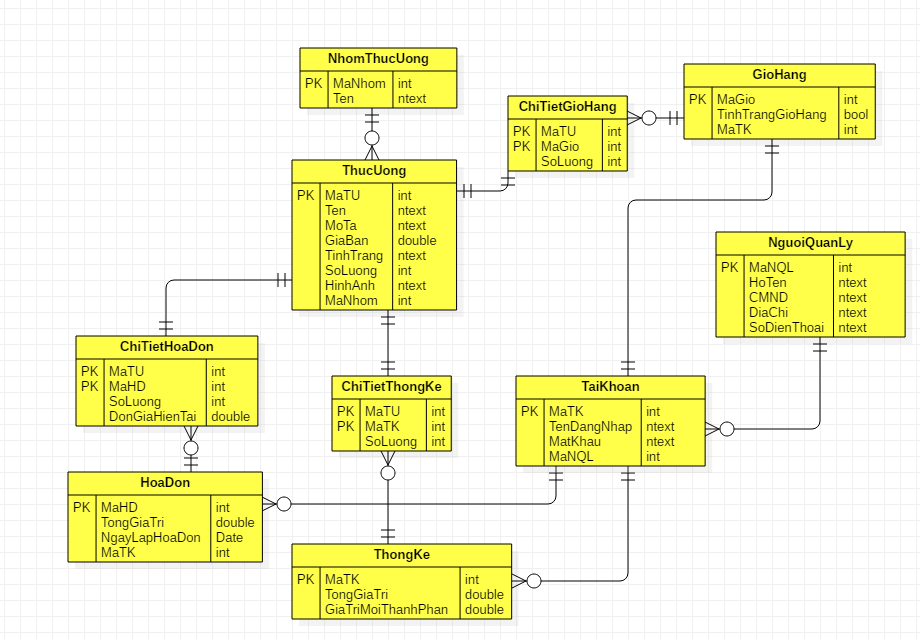 NhomThucUong
PK MaNhom int
Ten ntext
GioHang
PK MaGio int
TinhTrangGioHang bool
MaTK int
ChiTietGioHang
PK MaTU int
PK MaGio int
SoLuong int
ThucUong
PK MaTU int
Ten ntext
MoTa ntext
GiaBan double
TinhTrang ntext
SoLuong int
HinhAnh ntext
MaNhom int
NguoiQuanLy
PK MaNQL int
HoTen ntext
CMND ntext
DiaChi ntext
SoDienThoai ntext
ChiTietHoaDon
PK MaTU int
PK MaHD int
SoLuong int
DonGiaHienTai double
ChiTietThongKe
PK MaTU int
PK MaTK int
SoLuong int
TaiKhoan
PK MaTK int
TenDangNhap ntext
MatKhau ntext
MaNQL int
HoaDon
PK MaHD int
TongGiaTri double
NgayLapHoaDon Date
MaTK int
ThongKe
PK MaTK int
TongGiaTri double
GiaTriMoiThanhPhan double